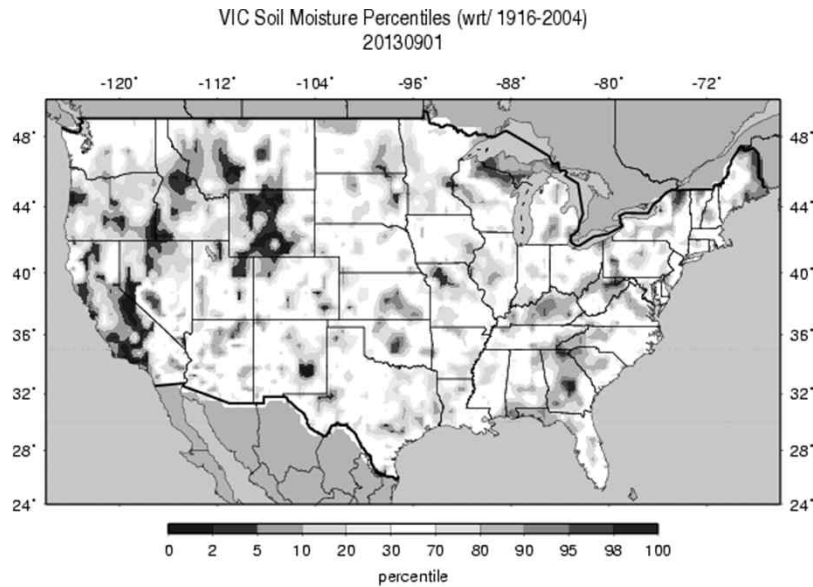 VIC Soil Moisture Percentiles (wrt/ 1916-2004)
20130901
-120° -112° -104° -96° -88° -80° -72°
48° 48°
44° 44°
40° 40°
36° 36°
32° 32°
28° 28°
24° 24°
0 2 5 10 20 30 70 80 90 95 98 100
percentile